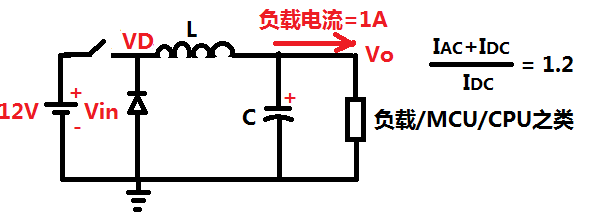 负载电流=1A
VD
L
Vo
IAC+IDC
IDC
= 1.2
12V
+
-
Vin
C
+
负载/MCU/CPU之类